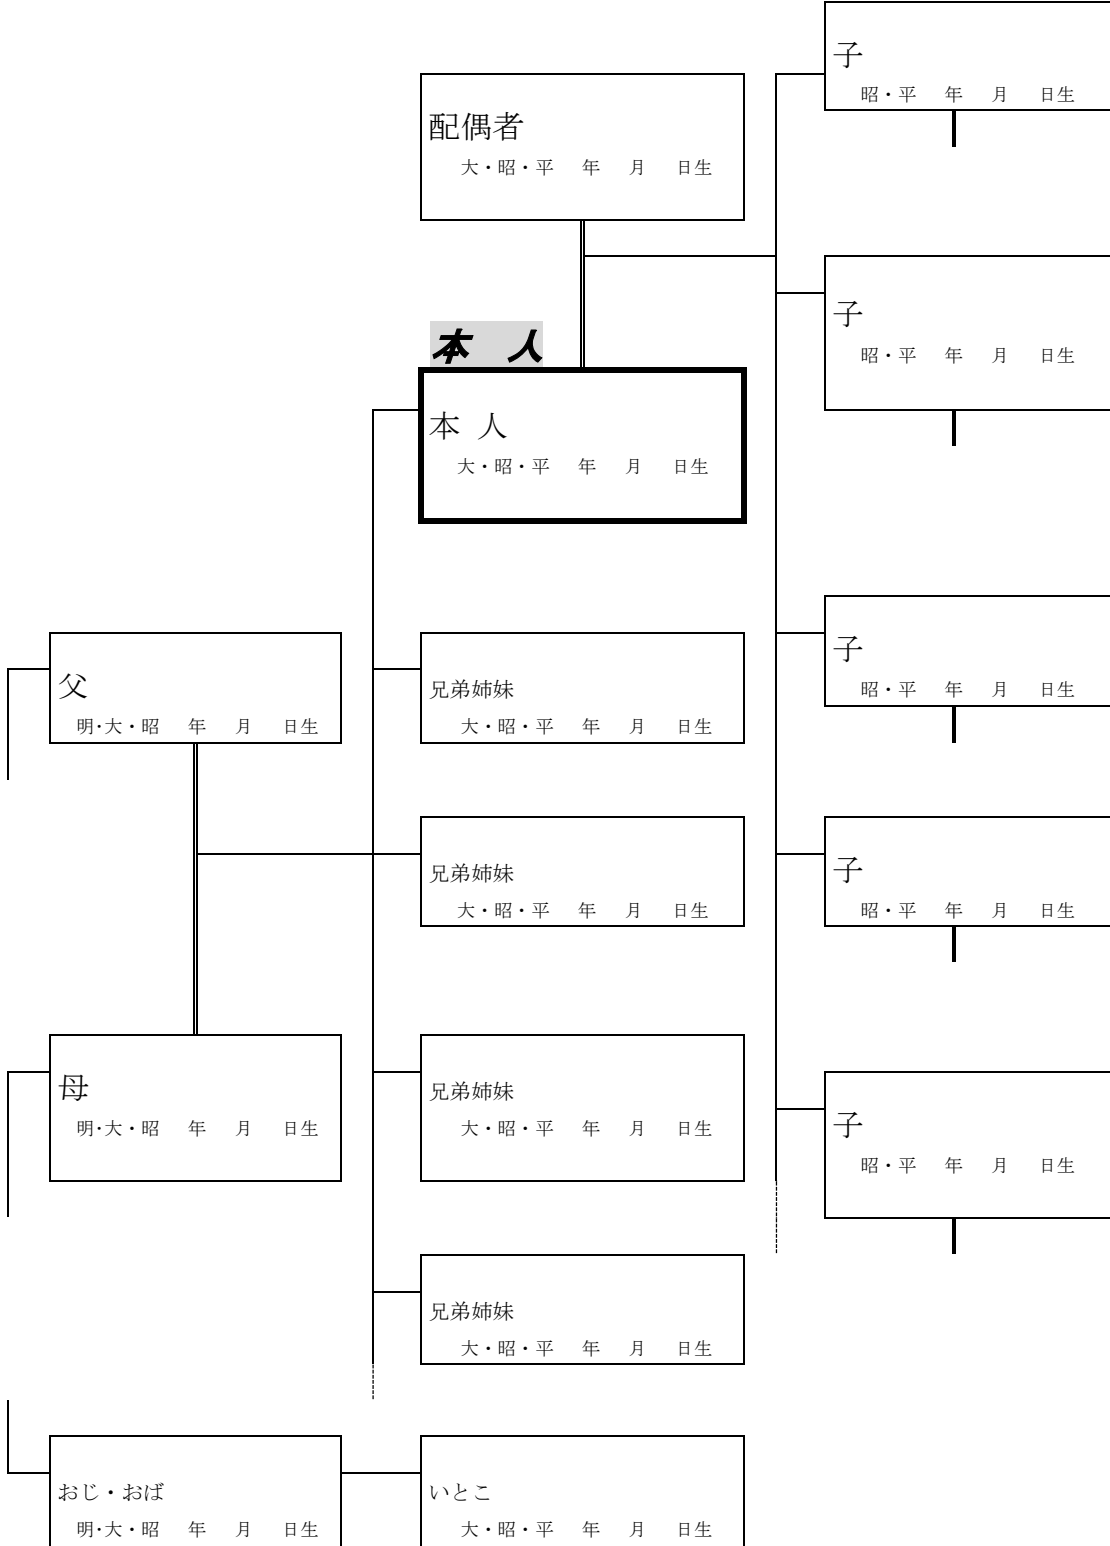 子
昭・平 年 月 日生
配偶者
大・昭・平 年 月 日生
子
昭・平 年 月 日生
本 人
本 人
大・昭・平 年 月 日生
子
昭・平 年 月 日生
父
明・大・昭 年 月 日生
兄弟姉妹
大・昭・平 年 月 日生
兄弟姉妹
大・昭・平 年 月 日生
子
昭・平 年 月 日生
母
明・大・昭 年 月 日生
兄弟姉妹
大・昭・平 年 月 日生
子
昭・平 年 月 日生
兄弟姉妹
大・昭・平 年 月 日生
おじ・おば
明・大・昭 年 月 日生
いとこ
大・昭・平 年 月 日生